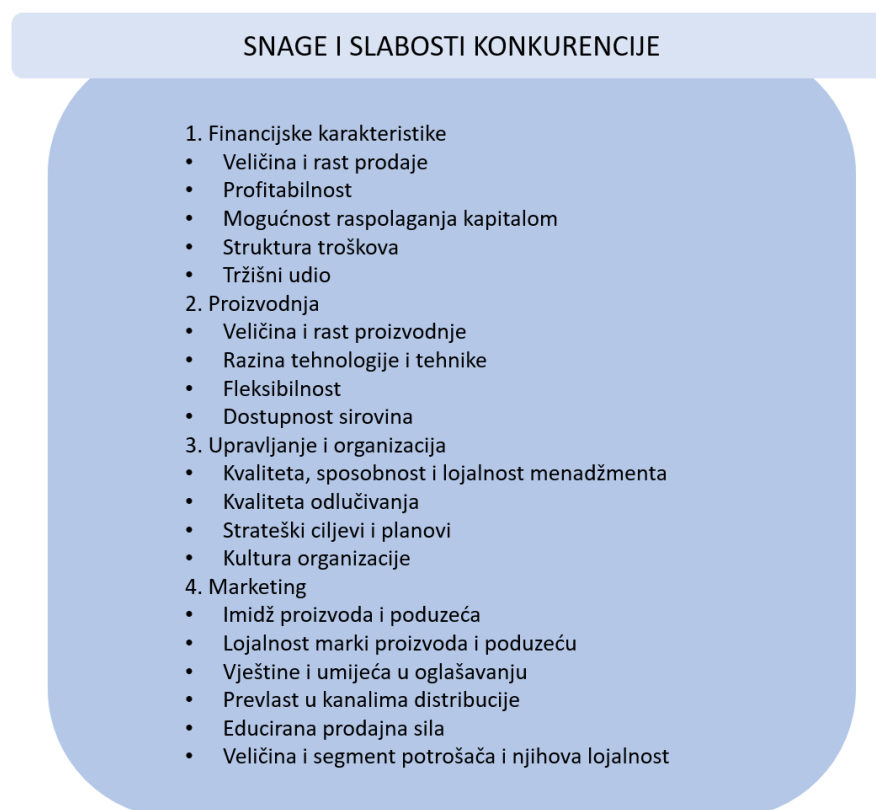 SNAGE I SLABOSTI KONKURENCIJE
1. Financijske karakteristike
• Veličina i rast prodaje
• Profitabilnost
• Mogućnost raspolaganja kapitalom
• Struktura troškova
• Tržišni udio
2. Proizvodnja
• Veličina i rast proizvodnje
• Razina tehnologije i tehnike
• Fleksibilnost
• Dostupnost sirovina
3. Upravljanje i organizacija
• Kvaliteta, sposobnost i lojalnost menadžmenta
• Kvaliteta odlučivanja
• Strateški ciljevi i planovi
• Kultura organizacije
4. Marketing
• Imidž proizvoda i poduzeća
• Lojalnost marki proizvoda i poduzeću
• Vještine i umijeća u oglašavanju
• Prevlast u kanalima distribucije
• Educirana prodajna sila
• Veličina i segment potrošača i njihova lojalnost